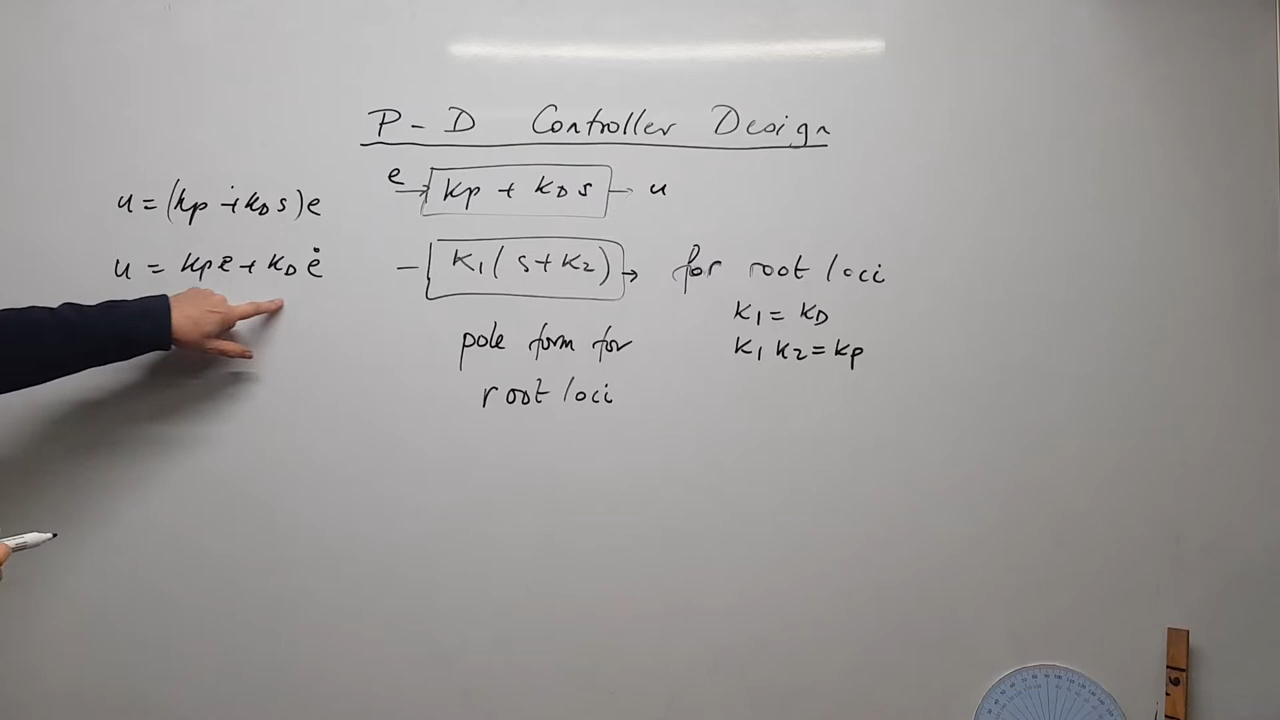 P-D Controller Design
e → kp + kD s → u
u = (kp + kD s) e
u = kp e + kD ė
K1 ( s + K2 ) → for root loci
K1 = KD
K1 K2 = Kp
pole form for
root loci